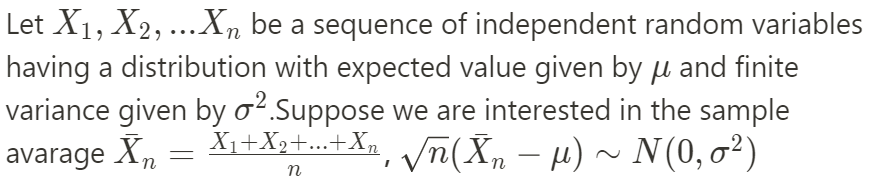 Let $X_1, X_2, ...X_n$ be a sequence of independent random variables
having a distribution with expected value given by $\mu$ and finite
variance given by $\sigma^2$.Suppose we are interested in the sample
avarage $\bar{X}_n = \frac{X_1+X_2+...+X_n}{n}$, $\sqrt{n}(\bar{X}_n - \mu) \sim N(0, \sigma^2)$